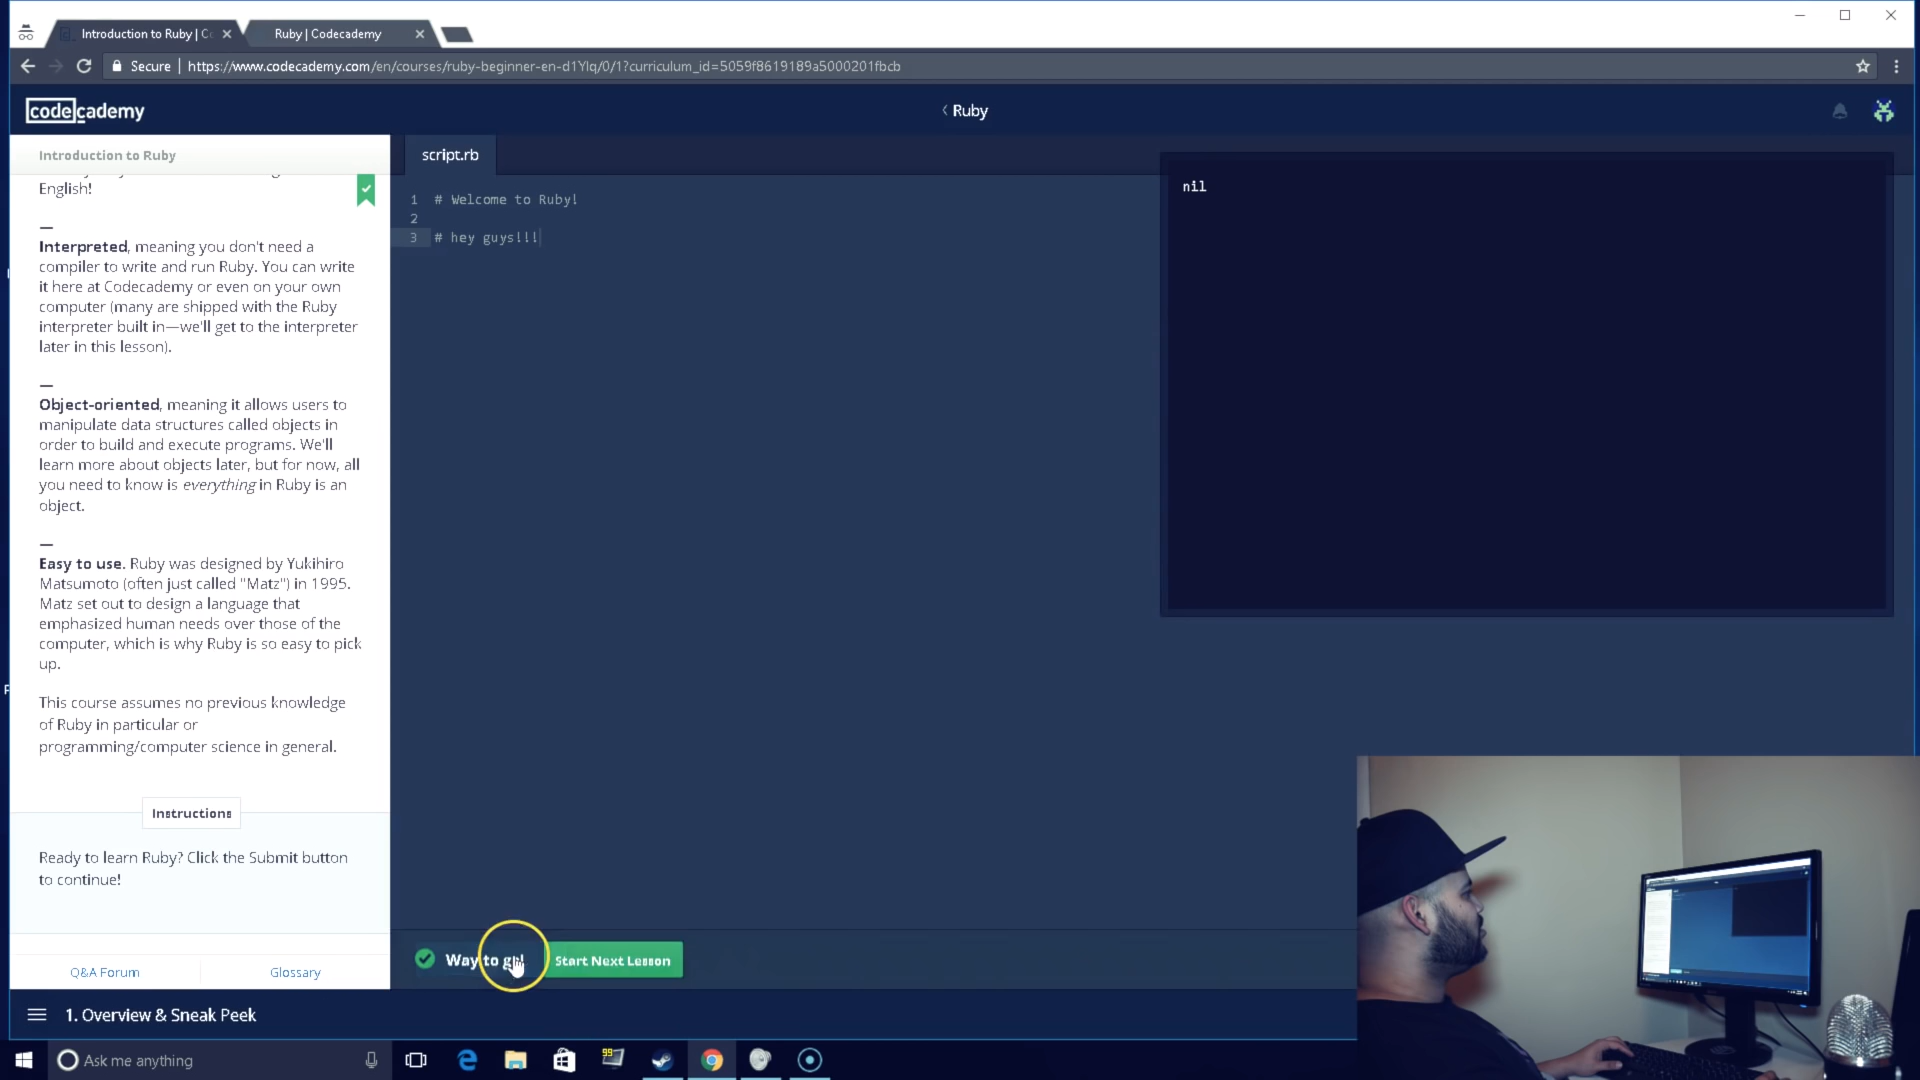 Introduction to Ruby | Co
Ruby | Codecademy
Secure | https://www.codecademy.com/en/courses/ruby-beginner-en-d1Ylq/0/1?curriculum_id=5059f8619189a5000201fbcb
codecademy
Ruby
Introduction to Ruby
English!
—
Interpreted, meaning you don't need a
compiler to write and run Ruby. You can write
it here at Codecademy or even on your own
computer (many are shipped with the Ruby
interpreter built in—we'll get to the interpreter
later in this lesson).
—
Object-oriented, meaning it allows users to
manipulate data structures called objects in
order to build and execute programs. We'll
learn more about objects later, but for now, all
you need to know is everything in Ruby is an
object.
—
Easy to use. Ruby was designed by Yukihiro
Matsumoto (often just called "Matz") in 1995.
Matz set out to design a language that
emphasized human needs over those of the
computer, which is why Ruby is so easy to pick
up.
This course assumes no previous knowledge
of Ruby in particular or
programming/computer science in general.
Instructions
Ready to learn Ruby? Click the Submit button
to continue!
Q&A Forum
Glossary
script.rb
1 # Welcome to Ruby!
2
3 # hey guys!!!
nil
Way to go!
Start Next Lesson
1. Overview & Sneak Peek
Ask me anything
99